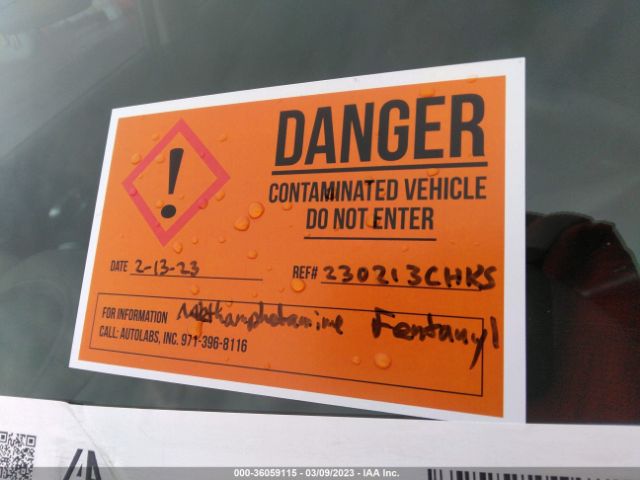 DANGER
CONTAMINATED VEHICLE
DO NOT ENTER
DATE 2-13-23 REF# 230213CHKS
FOR INFORMATION Methamphetamine Fentanyl
CALL: AUTOLABS, INC. 971-396-8116
000-36059115 - 03/09/2023 - IAA Inc.